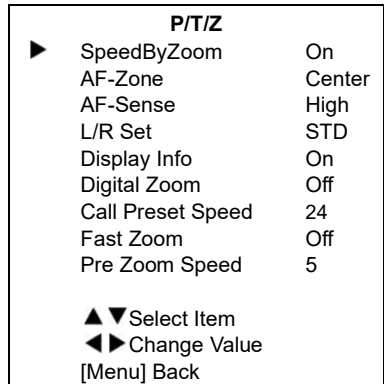 P/T/Z
▶ SpeedByZoom On
AF-Zone Center
AF-Sense High
L/R Set STD
Display Info On
Digital Zoom Off
Call Preset Speed 24
Fast Zoom Off
Pre Zoom Speed 5
▲▼Select Item
◀▶Change Value
[Menu] Back